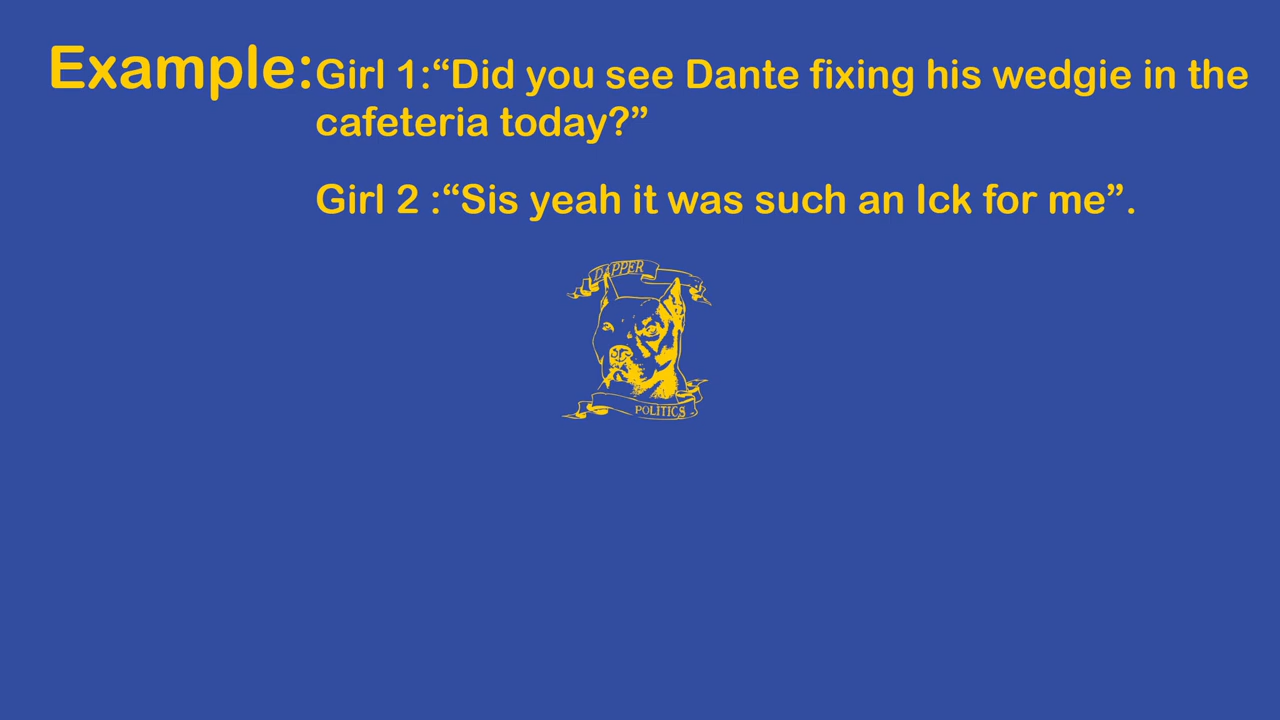 Example:Girl 1:“Did you see Dante fixing his wedgie in the
cafeteria today?”
Girl 2 :“Sis yeah it was such an Ick for me”.
DAPPER
POLITICS